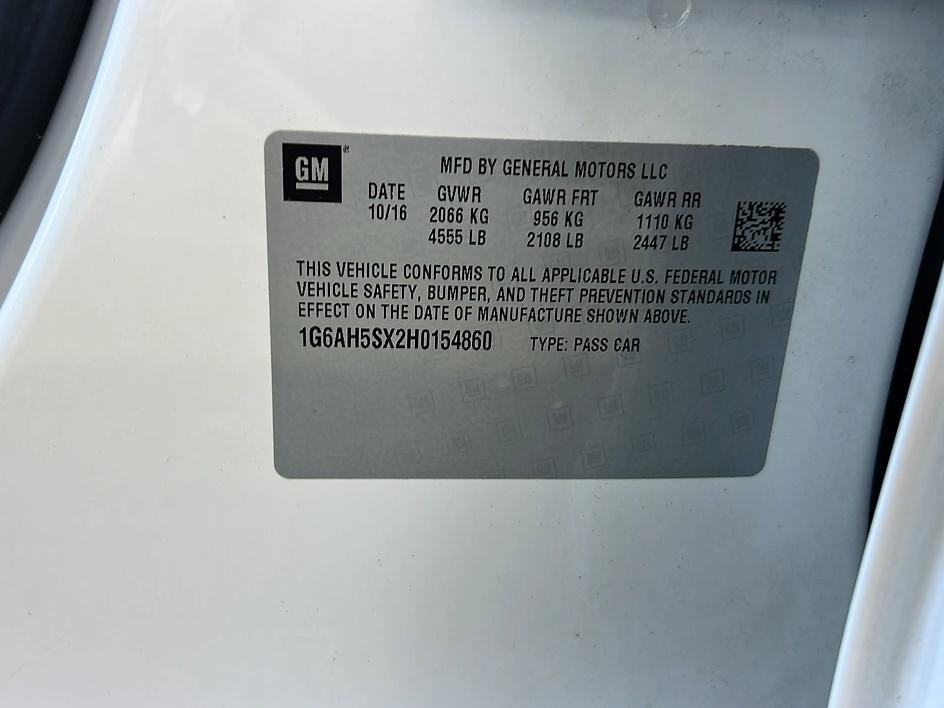 GM
MFD BY GENERAL MOTORS LLC
DATE GVWR GAWR FRT GAWR RR
10/16 2066 KG 956 KG 1110 KG
4555 LB 2108 LB 2447 LB
THIS VEHICLE CONFORMS TO ALL APPLICABLE U.S. FEDERAL MOTOR
VEHICLE SAFETY, BUMPER, AND THEFT PREVENTION STANDARDS IN
EFFECT ON THE DATE OF MANUFACTURE SHOWN ABOVE.
1G6AH5SX2H0154860 TYPE: PASS CAR